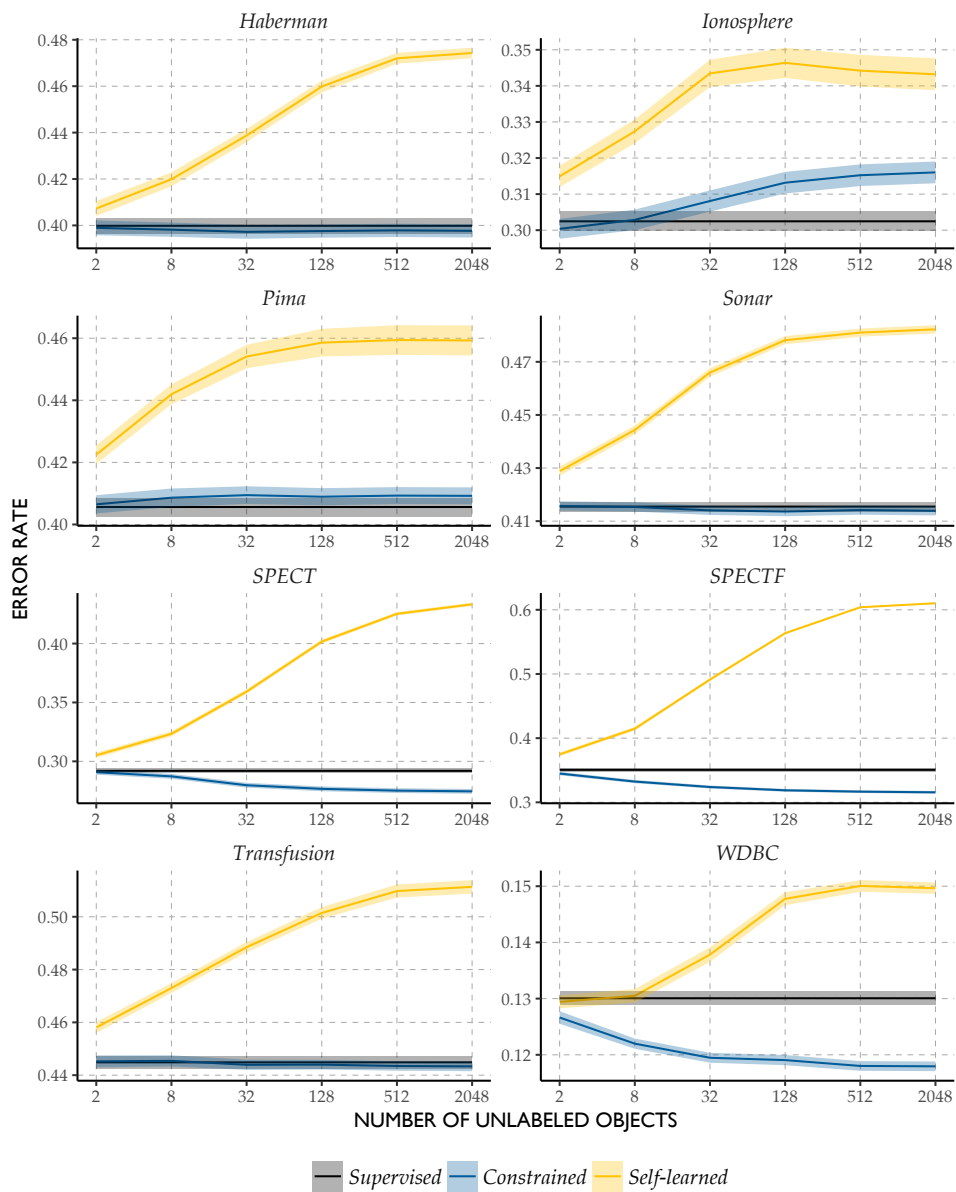 Haberman
Ionosphere
0.48
0.46
0.44
0.42
0.40
2 8 32 128 512 2048
0.35
0.34
0.33
0.32
0.31
0.30
2 8 32 128 512 2048
Pima
Sonar
0.46
0.44
0.42
0.40
2 8 32 128 512 2048
0.47
0.45
0.43
0.41
2 8 32 128 512 2048
ERROR RATE
SPECT
SPECTF
0.40
0.35
0.30
2 8 32 128 512 2048
0.6
0.5
0.4
0.3
2 8 32 128 512 2048
Transfusion
WDBC
0.50
0.48
0.46
0.44
2 8 32 128 512 2048
0.15
0.14
0.13
0.12
2 8 32 128 512 2048
NUMBER OF UNLABELED OBJECTS
Supervised Constrained Self-learned